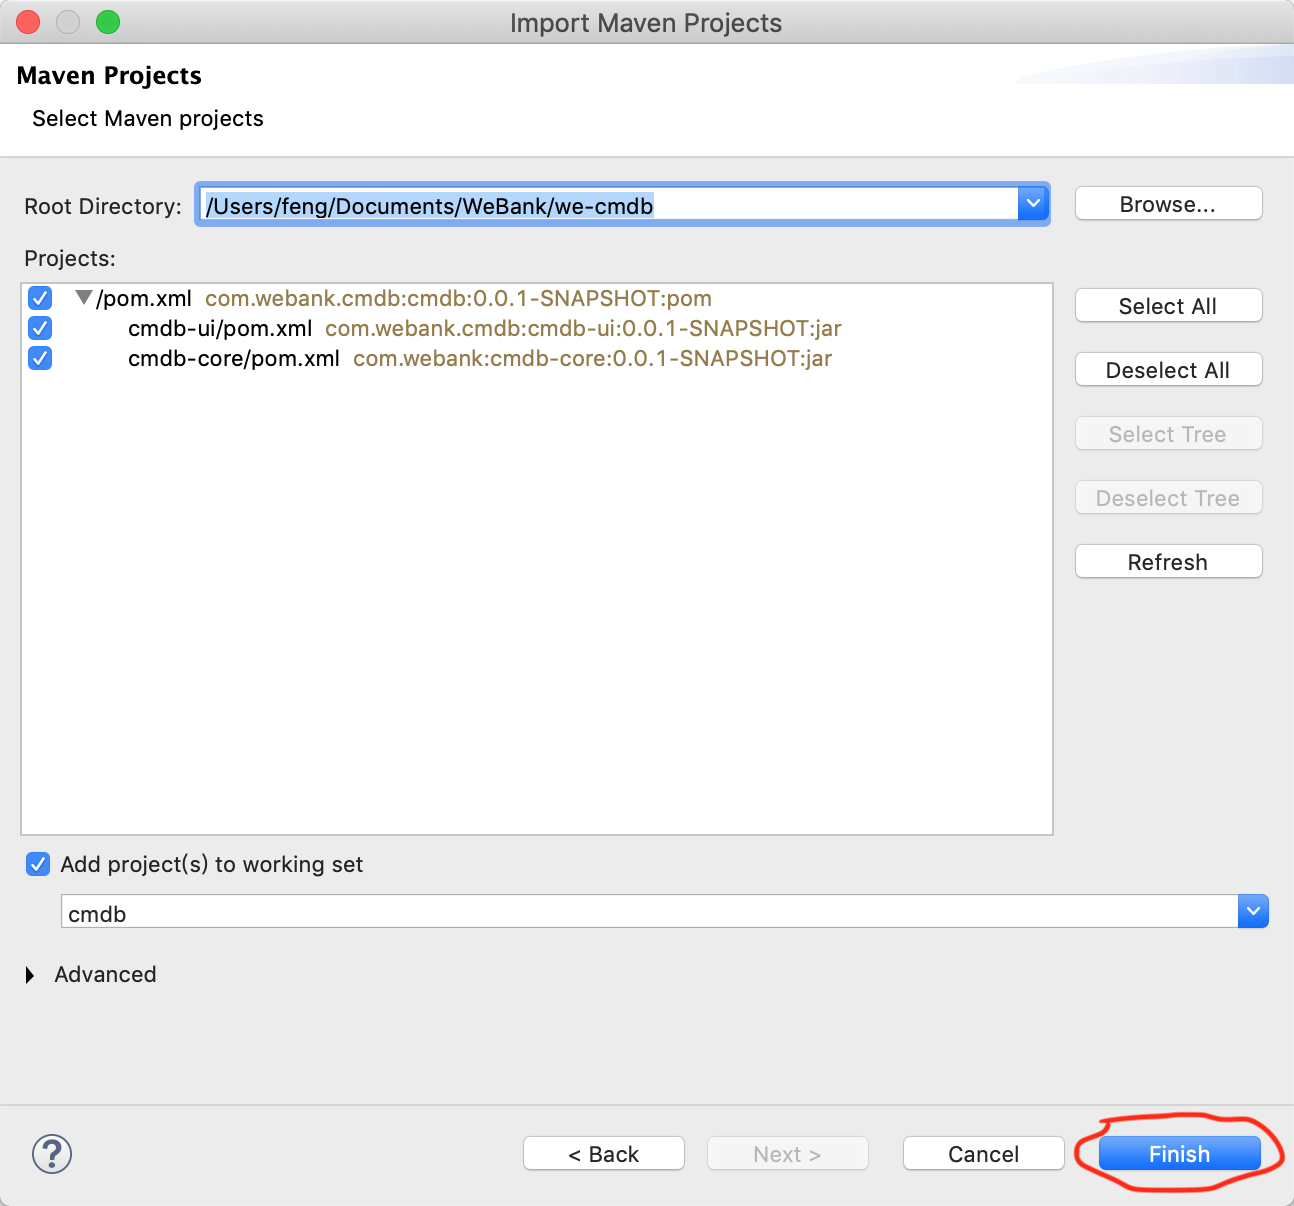 Import Maven Projects
Maven Projects
Select Maven projects
Root Directory: /Users/feng/Documents/WeBank/we-cmdb Browse...
Projects:
/pom.xml com.webank.cmdb:cmdb:0.0.1-SNAPSHOT:pom
cmdb-ui/pom.xml com.webank.cmdb:cmdb-ui:0.0.1-SNAPSHOT:jar
cmdb-core/pom.xml com.webank:cmdb-core:0.0.1-SNAPSHOT:jar
Select All
Deselect All
Select Tree
Deselect Tree
Refresh
Add project(s) to working set
cmdb
Advanced
? < Back Next > Cancel Finish